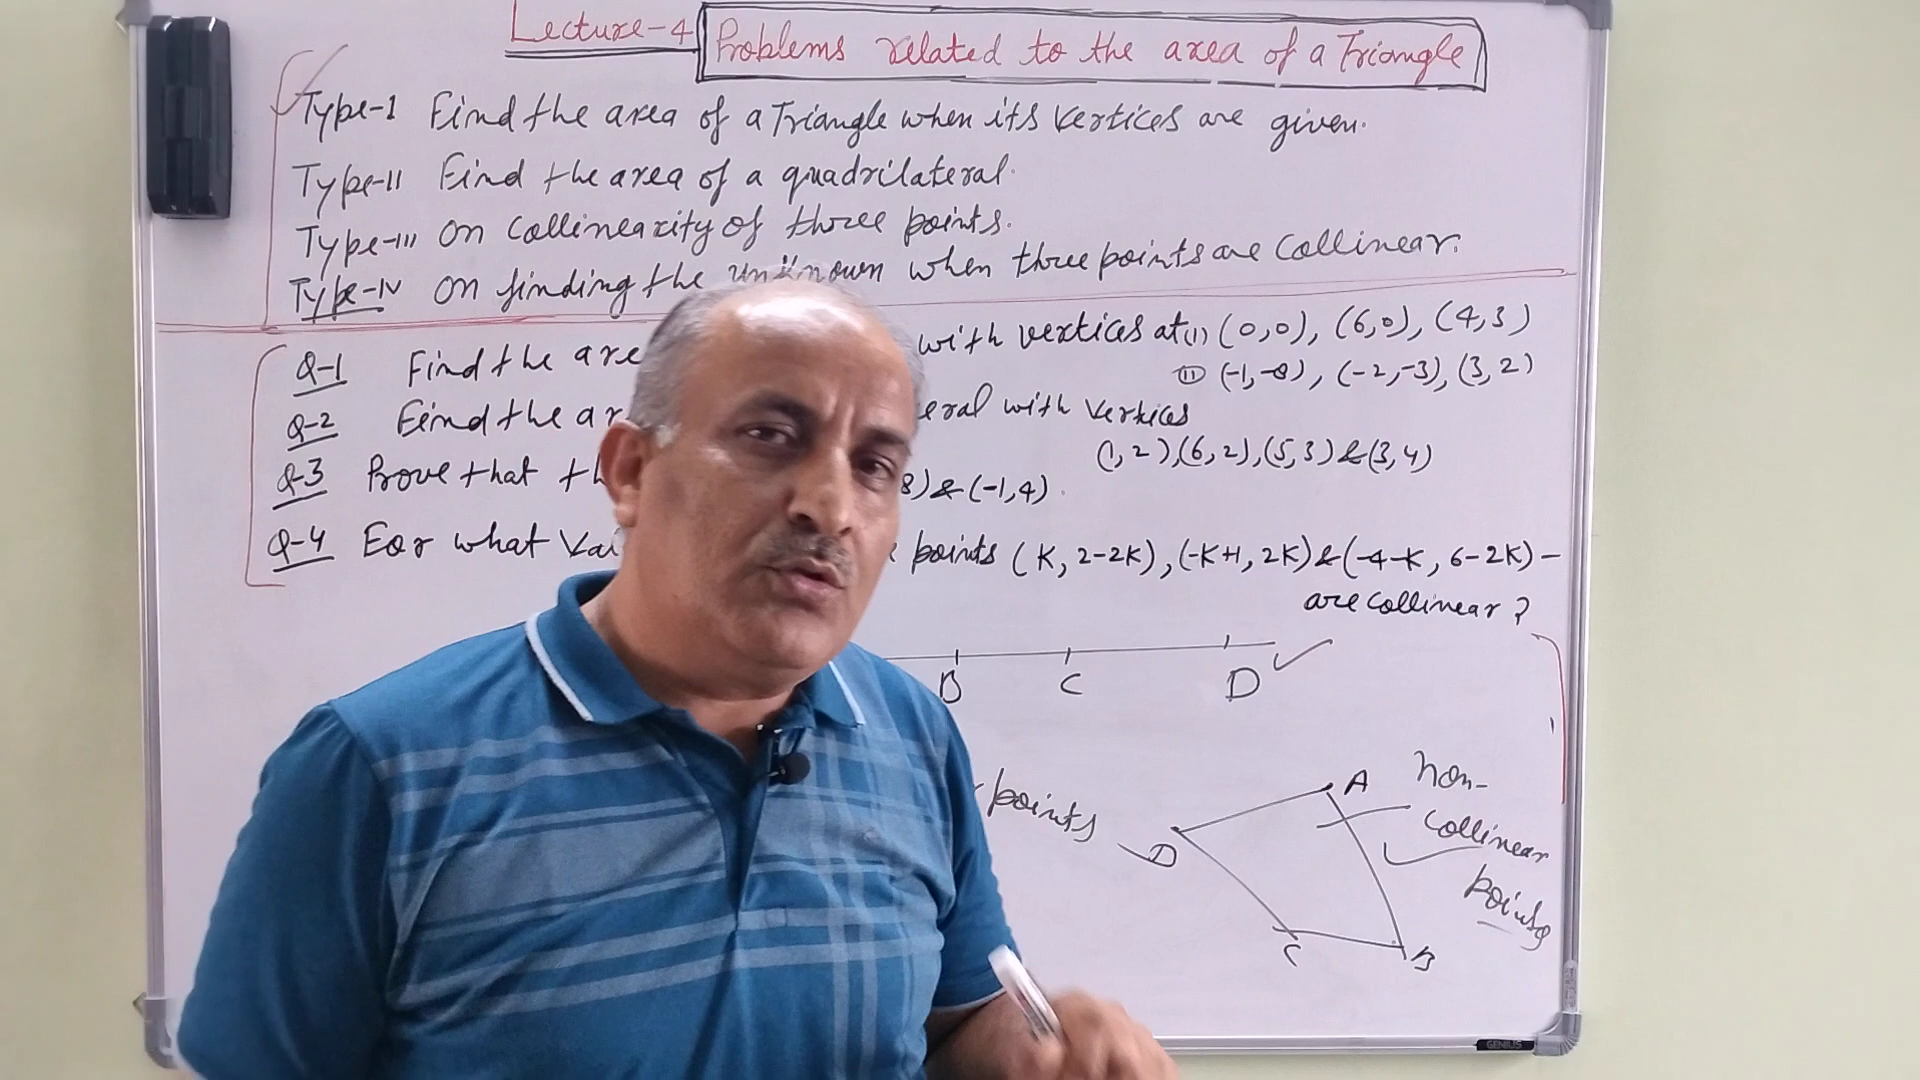 Lecture-4 Problems related to the area of a Triangle
Type-I Find the area of a Triangle when its vertices are given.
Type-II Find the area of a quadrilateral.
Type-III On Collinearity of three points.
Type-IV On finding the unknown when three points are Collinear.
Q-1 Find the are with vertices at (i) (0,0), (6,0), (4,3)
(ii) (-1,-8), (-2,-3), (3,2)
Q-2 Find the ar eral with vertices
(1,2),(6,2),(5,3)&(3,4)
Q-3 Prove that th 8)&(-1,4).
Q-4 For what Val points (K, 2-2K), (-K+1, 2K)&(-4-K, 6-2K)-
are collinear?
B C D
points
A
Non-
Collinear
points
D
C
B
GENIUS